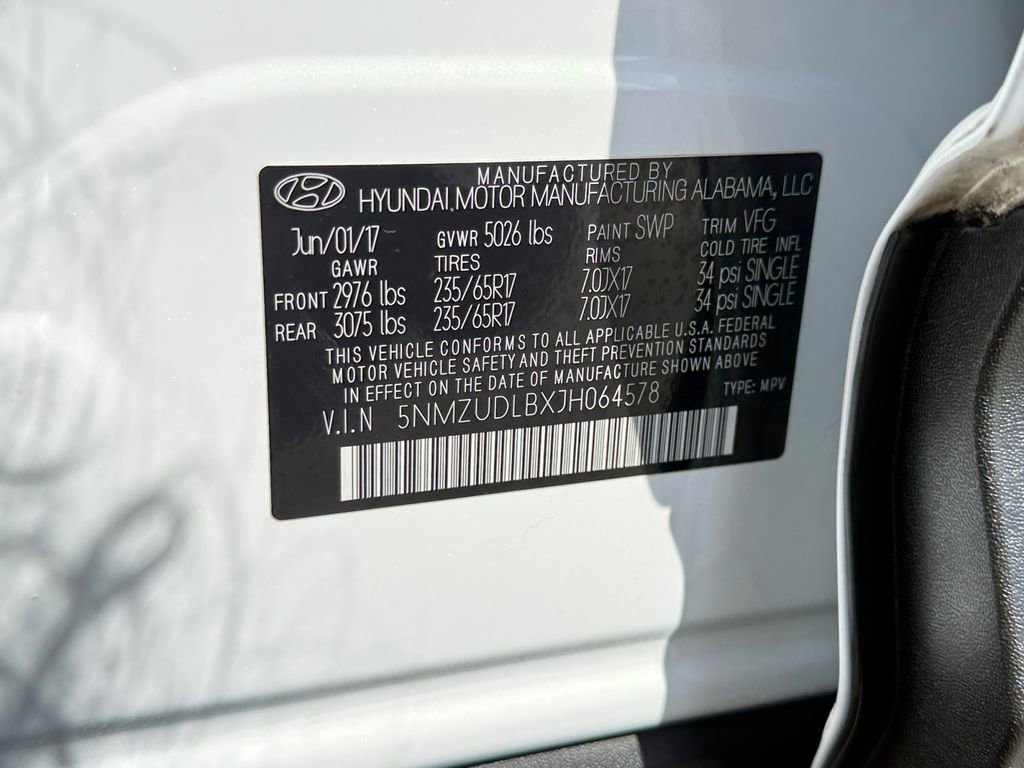 MANUFACTURED BY
HYUNDAI MOTOR MANUFACTURING ALABAMA, LLC
Jun/01/17 GVWR 5026 lbs PAINT SWP TRIM VFG
GAWR TIRES RIMS COLD TIRE INFL
FRONT 2976 lbs 235/65R17 7.0JX17 34 psi SINGLE
REAR 3075 lbs 235/65R17 7.0JX17 34 psi SINGLE
THIS VEHICLE CONFORMS TO ALL APPLICABLE U.S.A. FEDERAL
MOTOR VEHICLE SAFETY AND THEFT PREVENTION STANDARDS
IN EFFECT ON THE DATE OF MANUFACTURE SHOWN ABOVE
V.I.N 5NMZUDLBXJH064578 TYPE: MPV